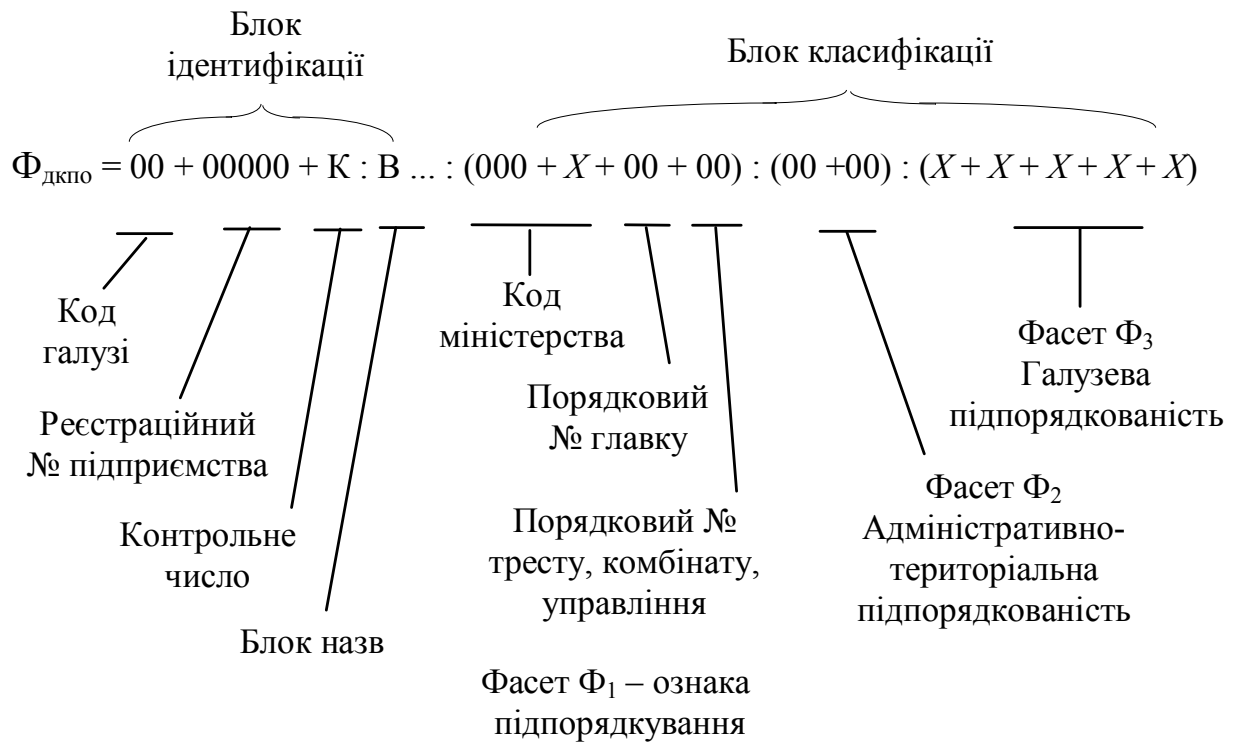 Блок
ідентифікації
Блок класифікації
Фдкпо = 00 + 00000 + К : В ... : (000 + X + 00 + 00) : (00 +00) : (X + X + X + X + X)
Код
галузі
Реєстраційний
№ підприємства
Контрольне
число
Блок назв
Код
міністерства
Порядковий
№ главку
Порядковий №
тресту, комбінату,
управління
Фасет Ф1 – ознака
підпорядкування
Фасет Ф2
Адміністративно-
територіальна
підпорядкованість
Фасет Ф3
Галузева
підпорядкованість